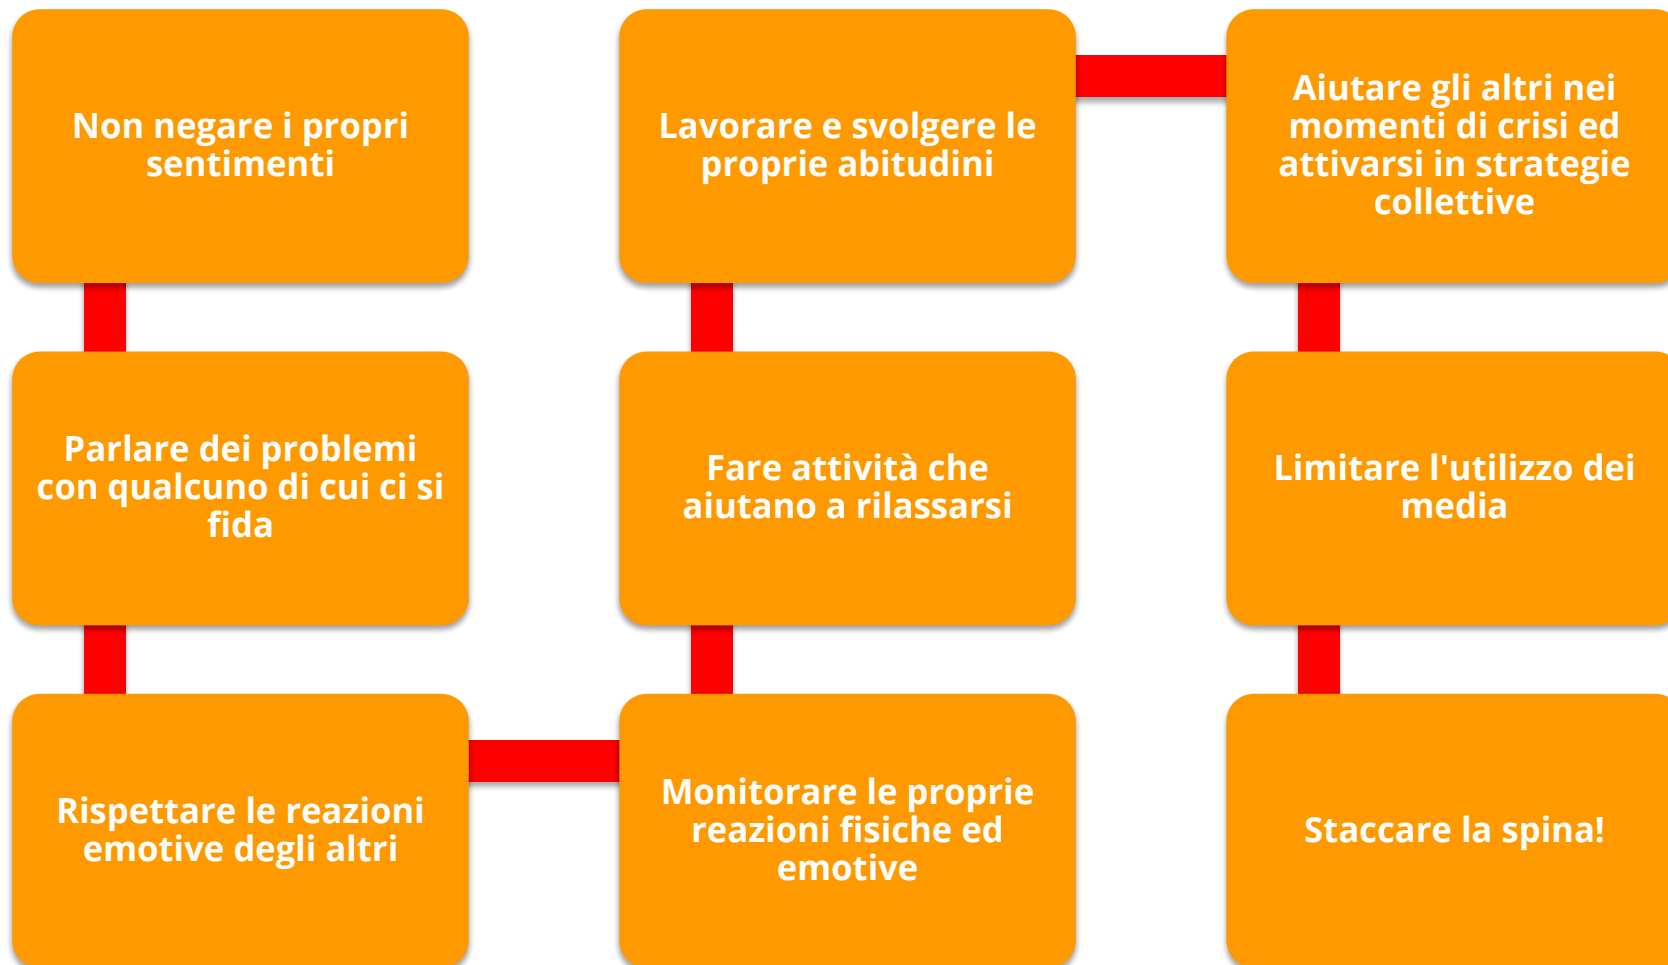 Non negare i propri
sentimenti
Parlare dei problemi
con qualcuno di cui ci si
fida
Rispettare le reazioni
emotive degli altri
Monitorare le proprie
reazioni fisiche ed
emotive
Fare attività che
aiutano a rilassarsi
Lavorare e svolgere le
proprie abitudini
Aiutare gli altri nei
momenti di crisi ed
attivarsi in strategie
collettive
Limitare l'utilizzo dei
media
Staccare la spina!